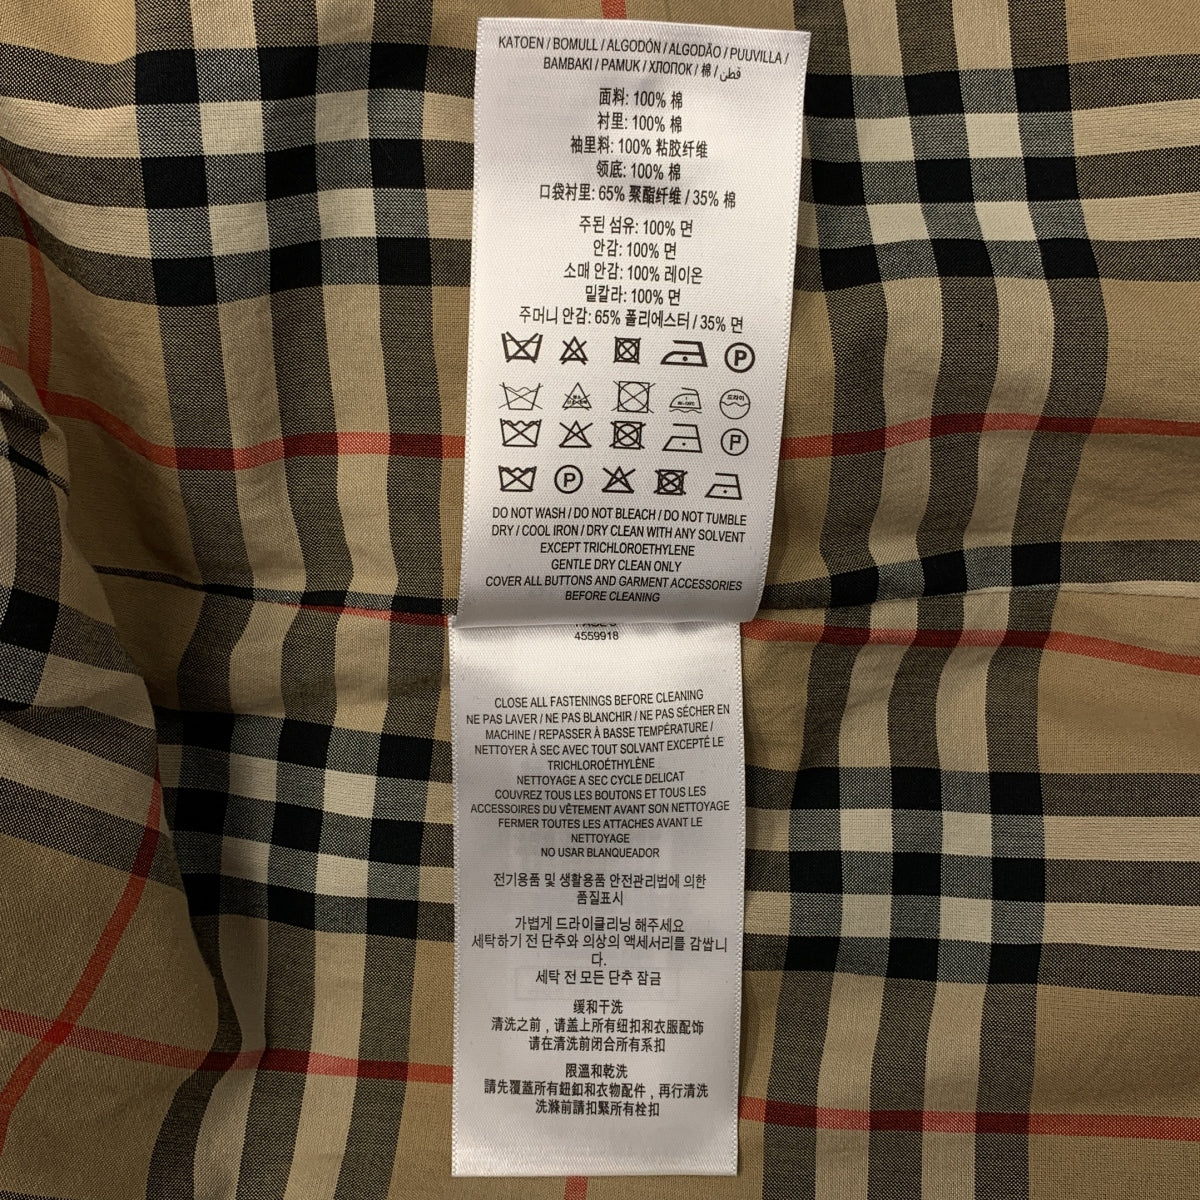 KATOEN / BOMULL / ALGODÓN / ALGODÃO / PUUVILLA /
BAMBAKI / PAMUK / ХЛОПОК / 棉 / قطن
面料: 100% 棉
衬里: 100% 棉
袖里料: 100% 粘胶纤维
领底: 100% 棉
口袋衬里: 65% 聚酯纤维 / 35% 棉
주된 섬유: 100% 면
안감: 100% 면
소매 안감: 100% 레이온
밑칼라: 100% 면
주머니 안감: 65% 폴리에스터 / 35% 면
P
드라이
P
P
DO NOT WASH / DO NOT BLEACH / DO NOT TUMBLE
DRY / COOL IRON / DRY CLEAN WITH ANY SOLVENT
EXCEPT TRICHLOROETHYLENE
GENTLE DRY CLEAN ONLY
COVER ALL BUTTONS AND GARMENT ACCESSORIES
BEFORE CLEANING
4559918
CLOSE ALL FASTENINGS BEFORE CLEANING
NE PAS LAVER / NE PAS BLANCHIR / NE PAS SÉCHER EN
MACHINE / REPASSER À BASSE TEMPÉRATURE /
NETTOYER À SEC AVEC TOUT SOLVANT EXCEPTÉ LE
TRICHLOROÉTHYLÈNE
NETTOYAGE A SEC CYCLE DELICAT
COUVREZ TOUS LES BOUTONS ET TOUS LES
ACCESSOIRES DU VÊTEMENT AVANT SON NETTOYAGE
FERMER TOUTES LES ATTACHES AVANT LE
NETTOYAGE
NO USAR BLANQUEADOR
전기용품 및 생활용품 안전관리법에 의한
품질표시
가볍게 드라이클리닝 해주세요
세탁하기 전 단추와 의상의 액세서리를 감쌉니
다.
세탁 전 모든 단추 잠금
缓和干洗
清洗之前，请盖上所有纽扣和衣服配饰
请在清洗前闭合所有系扣
限溫和乾洗
請先覆蓋所有鈕釦和衣物配件，再行清洗
洗滌前請扣緊所有栓扣